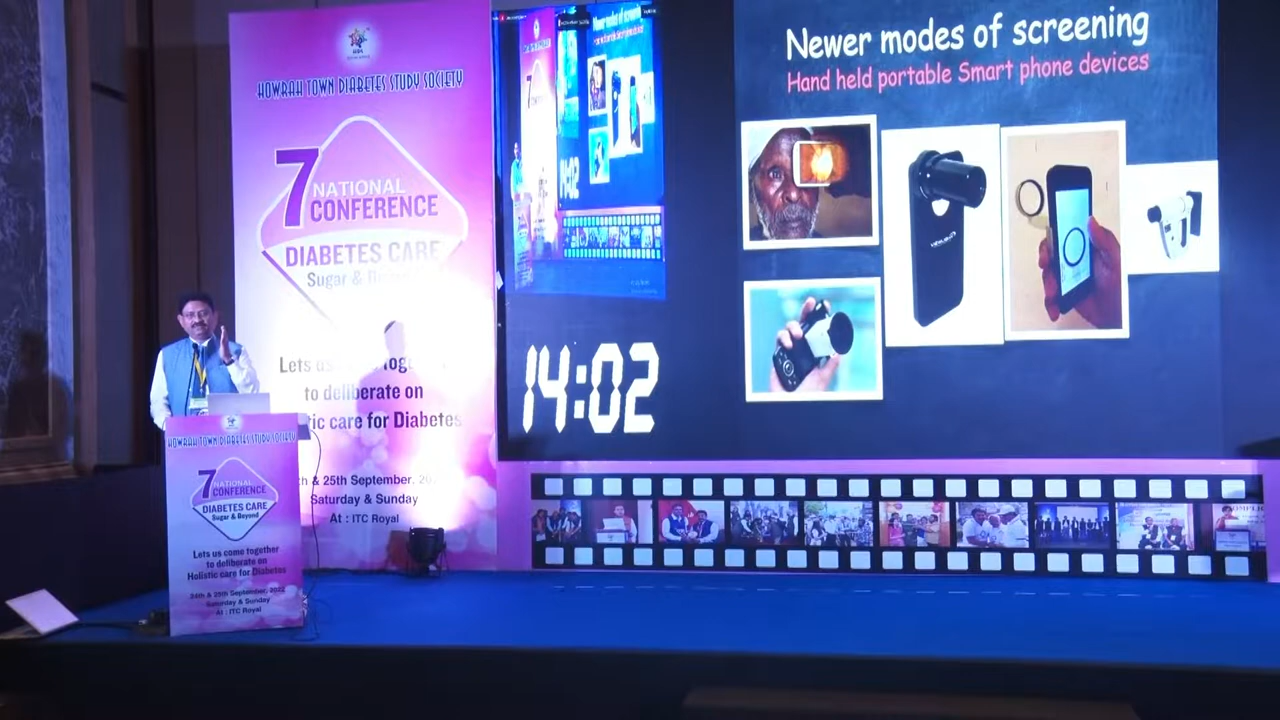 HOWRAH TOWN DIABETES STUDY SOCIETY
7 NATIONAL
CONFERENCE
DIABETES CARE
Sugar &
Lets us
to deliberate on
care for Diabetes
& 25th September,
Saturday & Sunday
At : ITC Royal
HOWRAH TOWN DIABETES STUDY SOCIETY
7 NATIONAL
CONFERENCE
DIABETES CARE
Sugar & Beyond
Lets us come together
to deliberate on
Holistic care for Diabetes
24th & 25th September, 2022
Saturday & Sunday
At : ITC Royal
14:02
Newer modes of screening
Hand held portable Smart phone devices